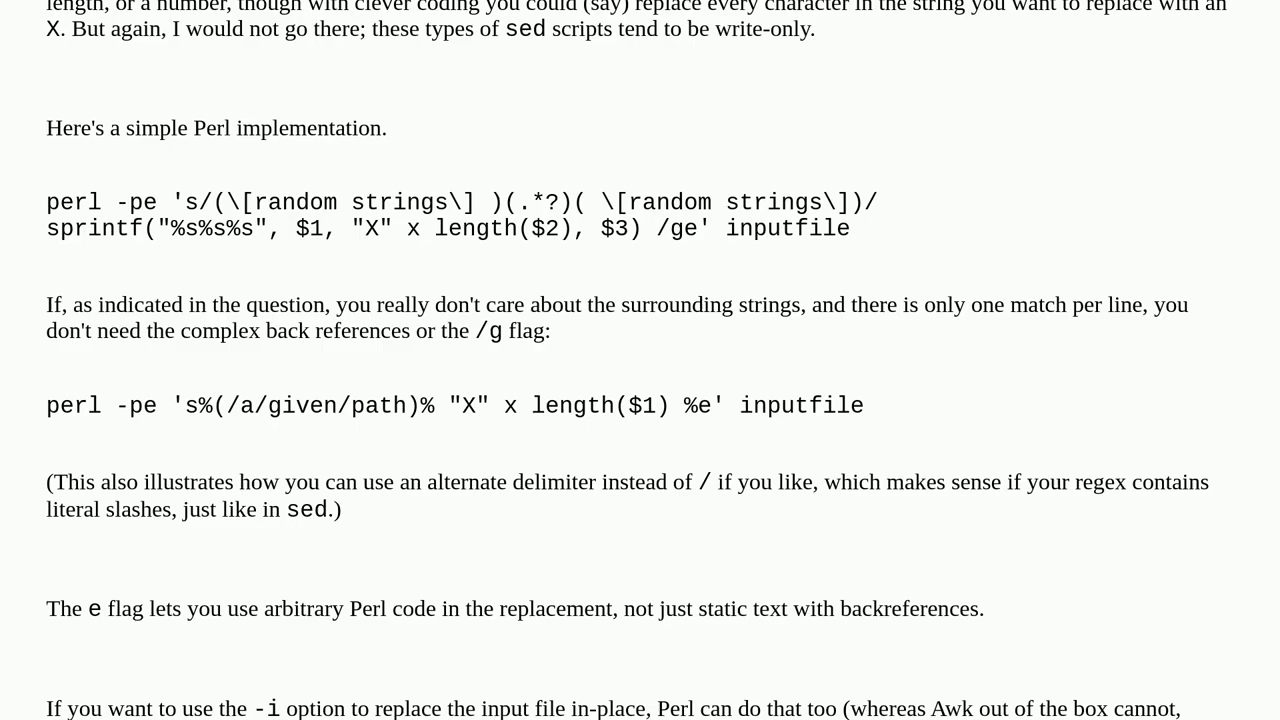 length, or a number, though with clever coding you could (say) replace every character in the string you want to replace with an
X. But again, I would not go there; these types of sed scripts tend to be write-only.
Here's a simple Perl implementation.
perl -pe 's/(\[random strings\] )(.*?)( \[random strings\])/
sprintf("%s%s%s", $1, "X" x length($2), $3) /ge' inputfile
If, as indicated in the question, you really don't care about the surrounding strings, and there is only one match per line, you
don't need the complex back references or the /g flag:
perl -pe 's%(/a/given/path)% "X" x length($1) %e' inputfile
(This also illustrates how you can use an alternate delimiter instead of / if you like, which makes sense if your regex contains
literal slashes, just like in sed.)
The e flag lets you use arbitrary Perl code in the replacement, not just static text with backreferences.
If you want to use the -i option to replace the input file in-place, Perl can do that too (whereas Awk out of the box cannot,